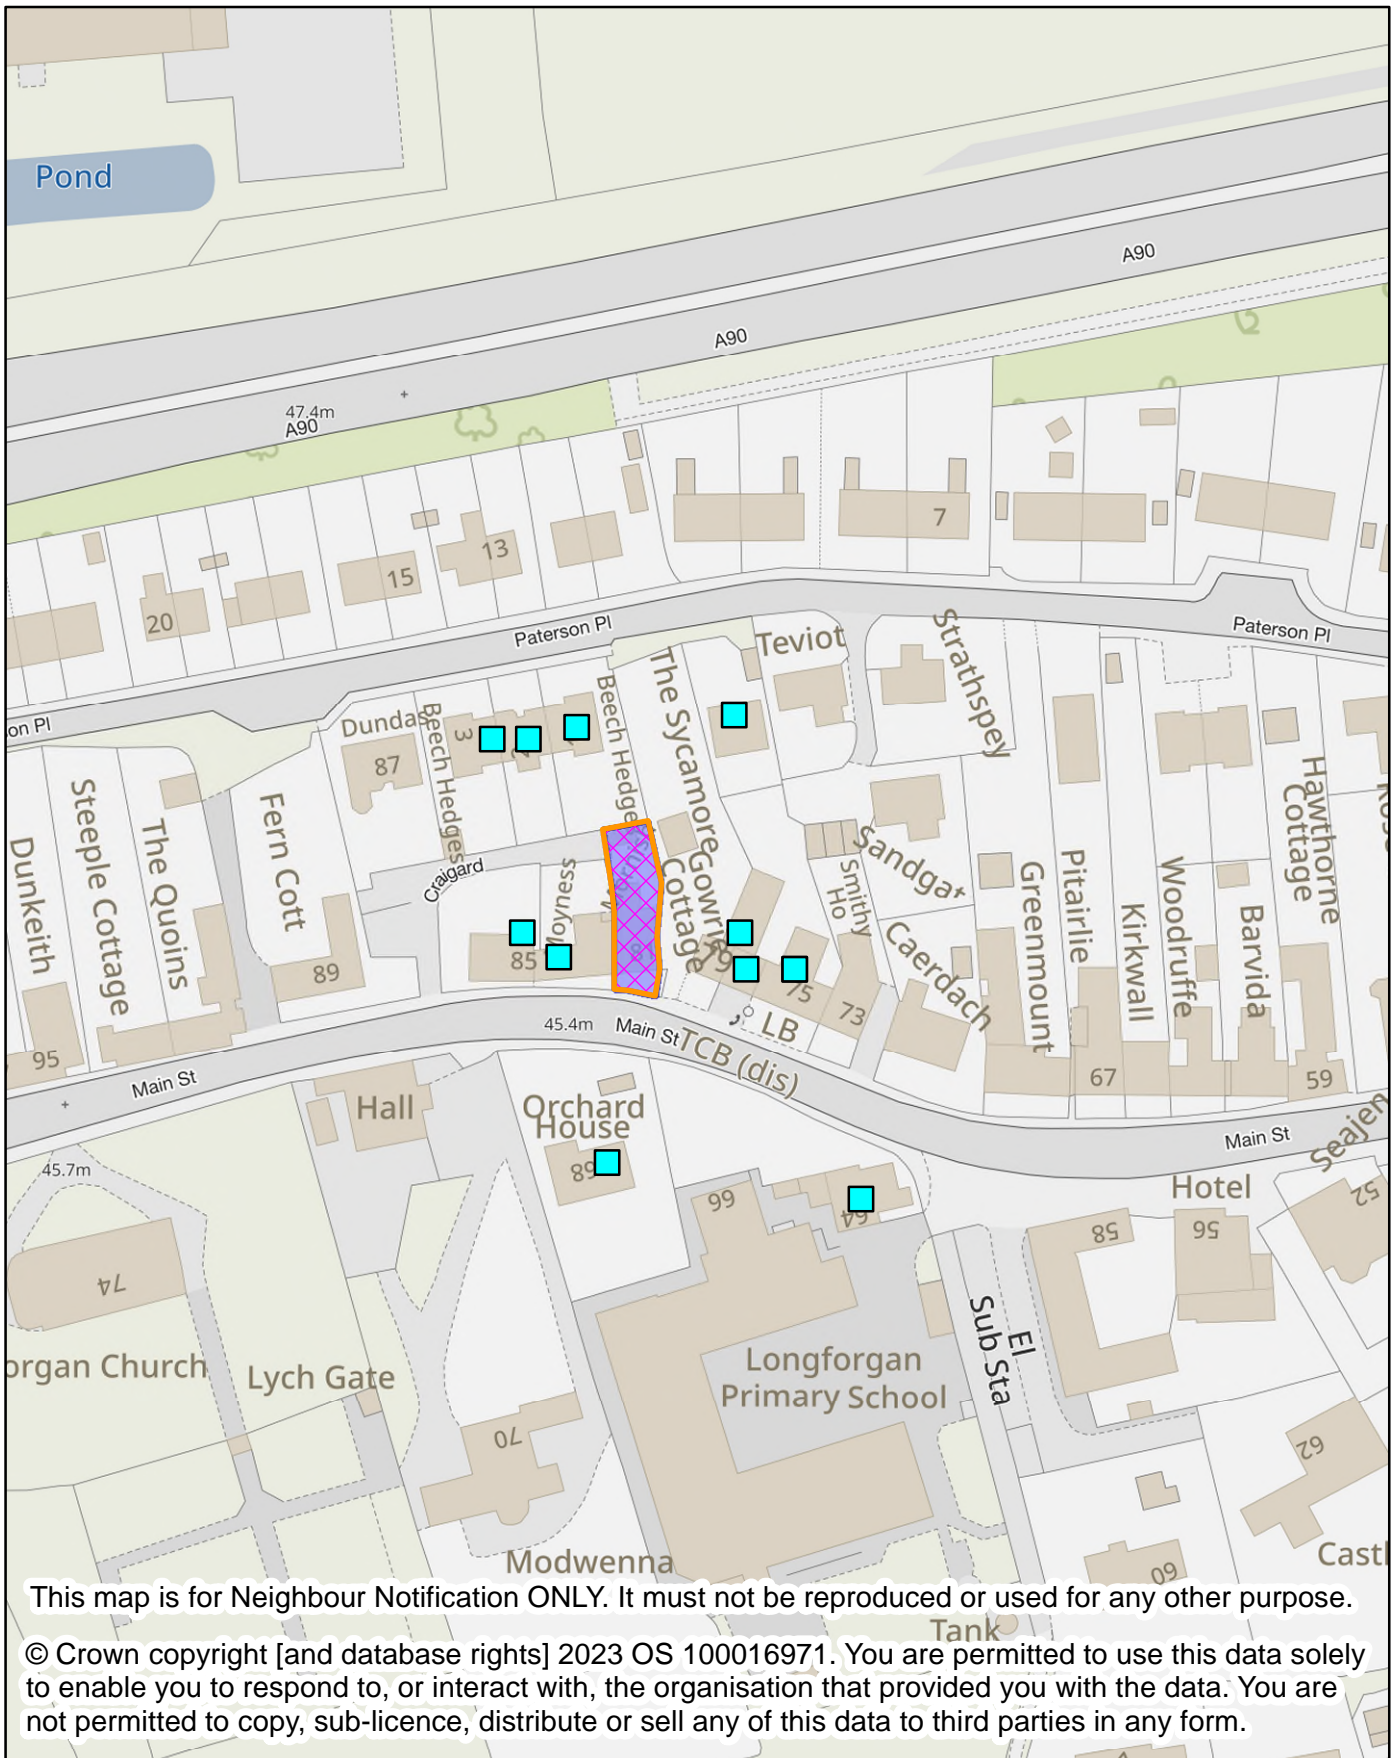 Pond
A90
A90
47.4m
A90
7
13
15
20
Paterson Pl
Paterson Pl
Teviot
Strathspey
The Sycamore
Beech Hedge
Dundas
Beech Hedges
3
2
1
87
on Pl
Steeple Cottage
The Quoins
Fern Cott
Dunkeith
Craigard
Moyness
Gowrie
Cottage
Smithy
Ho
Sandgat
Caerdach
Greenmount
Pitairlie
Kirkwall
Woodruffe
Barvida
Hawthorne
Cottage
85
89
79
75
73
95
67
59
45.4m
Main St
TCB (dis)
LB
Main St
Main St
Seajen
Hall
Orchard
House
68
66
64
Hotel
58
56
52
45.7m
74
organ Church
Lych Gate
Longforgan
Primary School
El
Sub Sta
70
62
Modwenna
60
Castl
Tank
This map is for Neighbour Notification ONLY. It must not be reproduced or used for any other purpose.
© Crown copyright [and database rights] 2023 OS 100016971. You are permitted to use this data solely
to enable you to respond to, or interact with, the organisation that provided you with the data. You are
not permitted to copy, sub-licence, distribute or sell any of this data to third parties in any form.